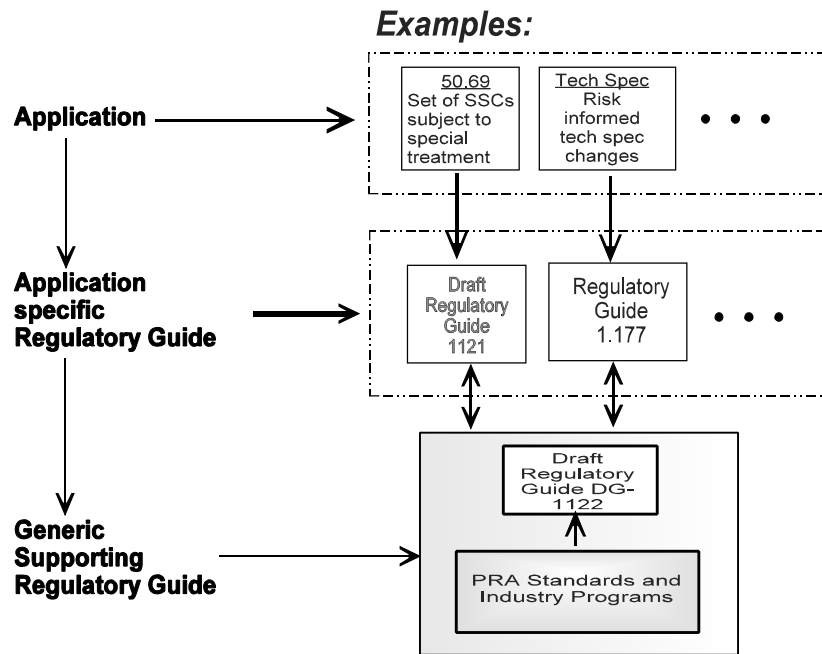 Examples:
Application
50.69
Set of SSCs
subject to
special
treatment
Tech Spec
Risk
informed
tech spec
changes
• • •
Application
specific
Regulatory Guide
Draft
Regulatory
Guide
1121
Regulatory
Guide
1.177
• • •
Generic
Supporting
Regulatory Guide
Draft
Regulatory
Guide DG-
1122
PRA Standards and
Industry Programs